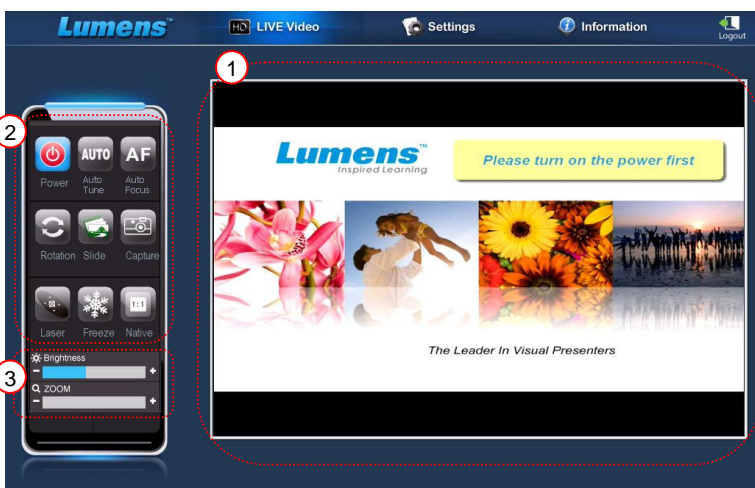 Lumens™
HD LIVE Video
Settings
Information
Logout
1
2
AUTO
AF
Power
Auto
Tune
Auto
Focus
Rotation
Slide
Capture
1:1
Laser
Freeze
Native
3
Brightness
- +
ZOOM
- +
Lumens™
Inspired Learning
Please turn on the power first
The Leader In Visual Presenters